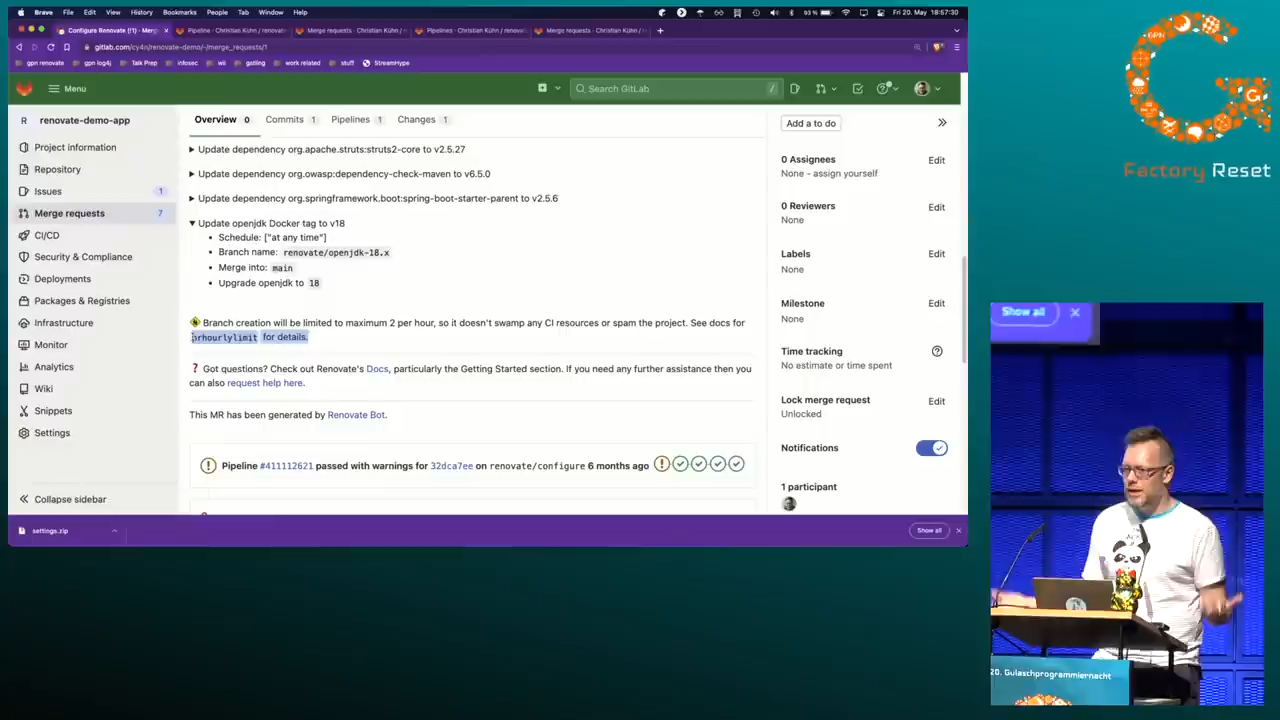 Brave File Edit View History Bookmarks People Tab Window Help
93 % Fri 20. May 18:57:30
Configure Renovate (!1) · Merg
Pipeline · Christian Kühn / renovat
Merge requests · Christian Kühn /
Pipelines · Christian Kühn / renova
Merge requests · Christian Kühn /
gitlab.com/cy4n/renovate-demo/-/merge_requests/1
gpn renovate gpn log4j Talk Prep infosec wii gstling work related stuff StreamHype
Menu
Search GitLab /
R renovate-demo-app
Project information
Repository
Issues 1
Merge requests 7
CI/CD
Security & Compliance
Deployments
Packages & Registries
Infrastructure
Monitor
Analytics
Wiki
Snippets
Settings
Collapse sidebar
Overview 0 Commits 1 Pipelines 1 Changes 1
Update dependency org.apache.struts:struts2-core to v2.5.27
Update dependency org.owasp:dependency-check-maven to v6.5.0
Update dependency org.springframework.boot:spring-boot-starter-parent to v2.5.6
Update openjdk Docker tag to v18
Schedule: ["at any time"]
Branch name: renovate/openjdk-18.x
Merge into: main
Upgrade openjdk to 18
Branch creation will be limited to maximum 2 per hour, so it doesn't swamp any CI resources or spam the project. See docs for
prhourlylimit for details.
Got questions? Check out Renovate's Docs, particularly the Getting Started section. If you need any further assistance then you
can also request help here.
This MR has been generated by Renovate Bot.
Pipeline #411112621 passed with warnings for 32dca7ee on renovate/configure 6 months ago
Add a to do
0 Assignees Edit
None - assign yourself
0 Reviewers Edit
None
Labels Edit
None
Milestone Edit
None
Time tracking
No estimate or time spent
Lock merge request Edit
Unlocked
Notifications
1 participant
settings.zip
Show all
GPN
Factory Reset
Show all
20. Gulaschprogrammiernacht